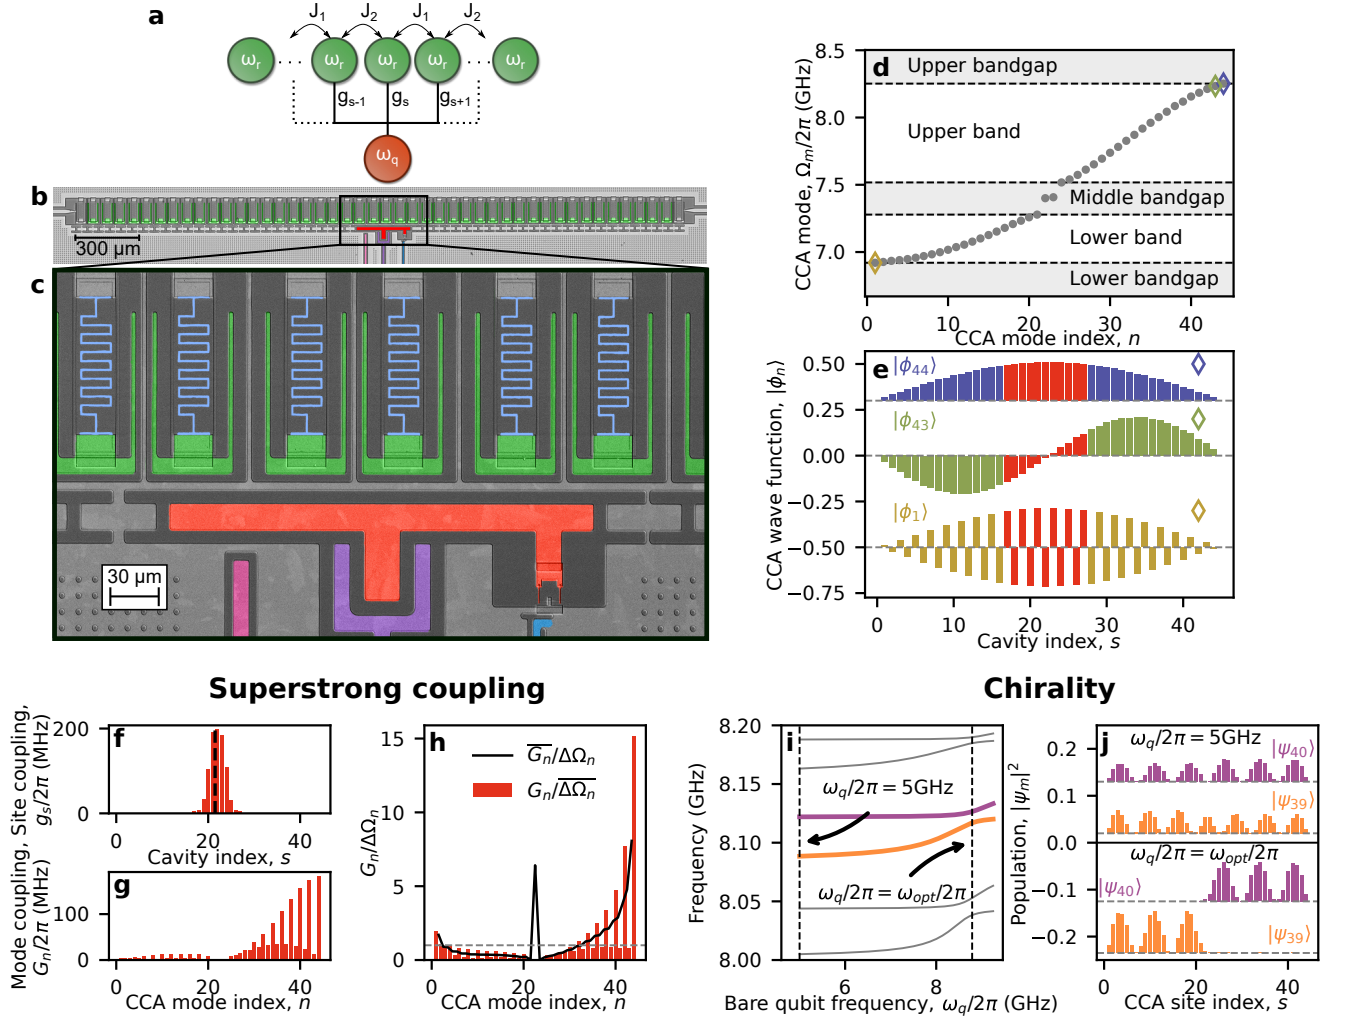 a
J1 J2 J1 J2
ωr ··· ωr ωr ωr ··· ωr
gs-1 gs gs+1
ωq
b
300 μm
c
30 μm
d
CCA mode, Ωm/2π (GHz)
8.5
8.0
7.5
7.0
Upper bandgap
Upper band
Middle bandgap
Lower band
Lower bandgap
0 10 20 30 40
CCA mode index, n
e
CCA wave function, |ϕn⟩
0.50
0.25
0.00
−0.25
−0.50
−0.75
|ϕ44⟩
|ϕ43⟩
|ϕ1⟩
0 10 20 30 40
Cavity index, s
Superstrong coupling
f
Site coupling,
gs/2π (MHz)
200
0
0 20 40
Cavity index, s
g
Mode coupling,
Gn/2π (MHz)
100
0
0 20 40
CCA mode index, n
h
Gn/ΔΩn
15
10
5
0
G̅n̅/ΔΩn
Gn/Δ̅Ω̅n̅
0 20 40
CCA mode index, n
Chirality
i
Frequency (GHz)
8.20
8.15
8.10
8.05
8.00
ωq/2π = 5GHz
ωq/2π = ωopt/2π
6 8
Bare qubit frequency, ωq/2π (GHz)
j
Population, |ψm|²
0.2
0.1
0.0
−0.1
−0.2
ωq/2π = 5GHz
|ψ40⟩
|ψ39⟩
ωq/2π = ωopt/2π
|ψ40⟩
|ψ39⟩
0 20 40
CCA site index, s